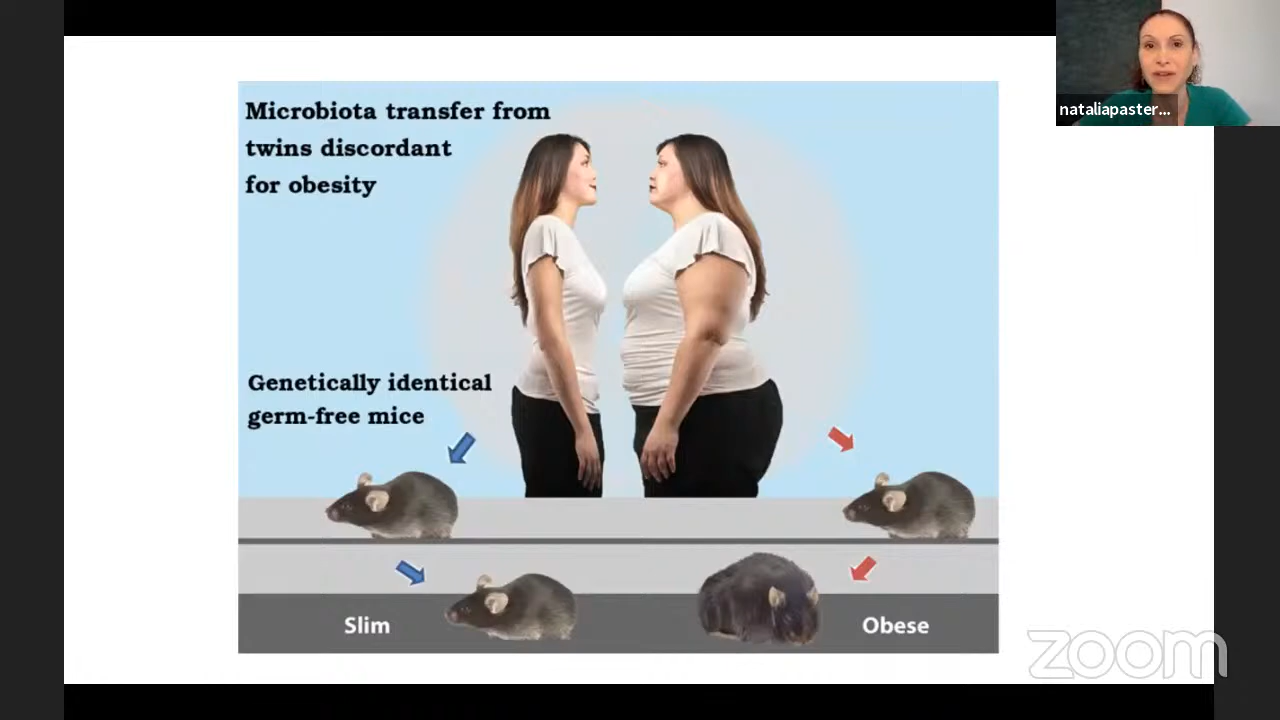 nataliapaster...
Microbiota transfer from
twins discordant
for obesity
Genetically identical
germ-free mice
Slim
Obese
zoom